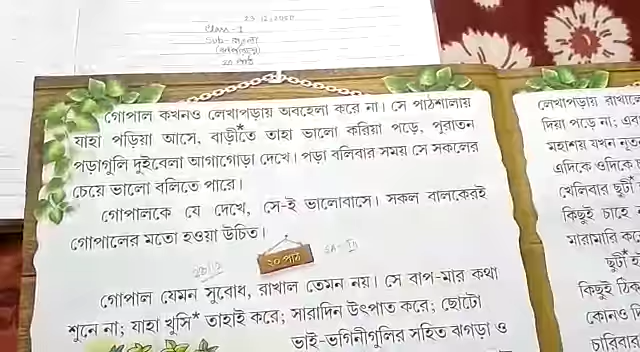 Class - I
গোপাল কখনও লেখাপড়ায় অবহেলা করে না। সে পাঠশালায়
যাহা পড়িয়া আসে, বাড়ীতে* তাহা ভালো করিয়া পড়ে, পুরাতন
পড়াগুলি দুইবেলা আগাগোড়া দেখে। পড়া বলিবার সময় সে সকলের
চেয়ে ভালো বলিতে পারে।
গোপালকে যে দেখে, সে-ই ভালোবাসে। সকল বালকেরই
গোপালের মতো হওয়া উচিত।
২০ পাঠ
গোপাল যেমন সুবোধ, রাখাল তেমন নয়। সে বাপ-মার কথা
শুনে না; যাহা খুসি* তাহাই করে; সারাদিন উৎপাত করে; ছোটো
ভাই-ভগিনীগুলির সহিত ঝগড়া ও
লেখাপড়ায়
দিয়া পড়ে না;
মহাশয় যখন
এদিকে ওদিকে
খেলিবার ছুটী*
কিছুই চাহে
মারামারি
ছুটী*
কিছুই ঠিক
কোনও
চারিবার